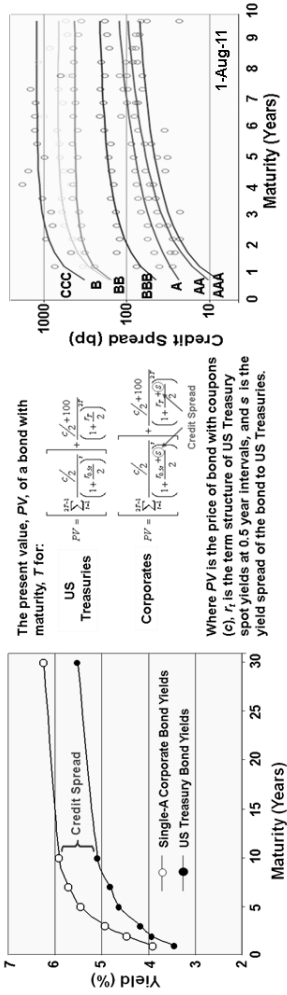 7
6
5
4
3
2
Yield (%)
0
5
10
15
20
25
30
Maturity (Years)
Credit Spread
Single-A Corporate Bond Yields
US Treasury Bond Yields
The present value, PV, of a bond with
maturity, T for:
US
Treasuries
Corporates
Credit Spread
Where PV is the price of bond with coupons
(c), rₜ is the term structure of US Treasury
spot yields at 0.5 year intervals, and s is the
yield spread of the bond to US Treasuries.
1000
100
10
Credit Spread (bp)
CCC
B
BB
BBB
A
AA
AAA
1-Aug-11
0
1
2
3
4
5
6
7
8
9
10
Maturity (Years)